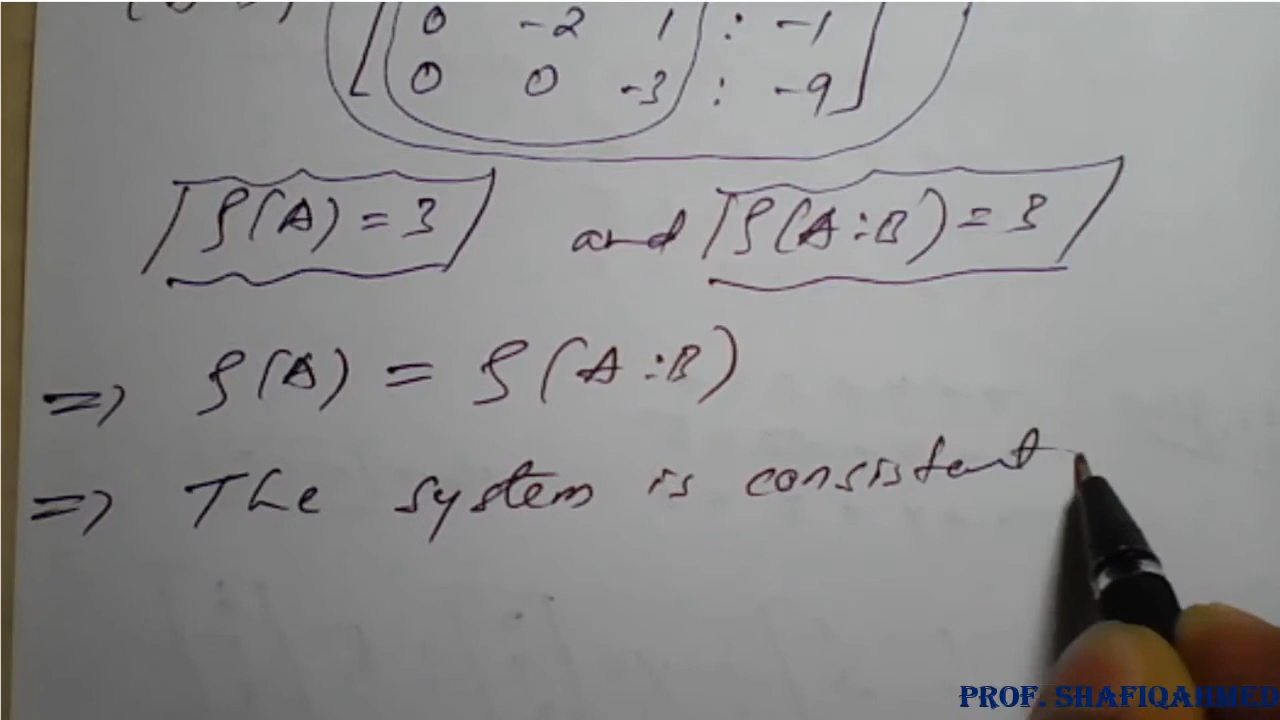 0 -2 1 : -1
0 0 -3 : -9
ρ(A) = 3 and ρ(A:B) = 3
=> ρ(A) = ρ(A:B)
=> The system is consistent
PROF. SHAFIQAHMED